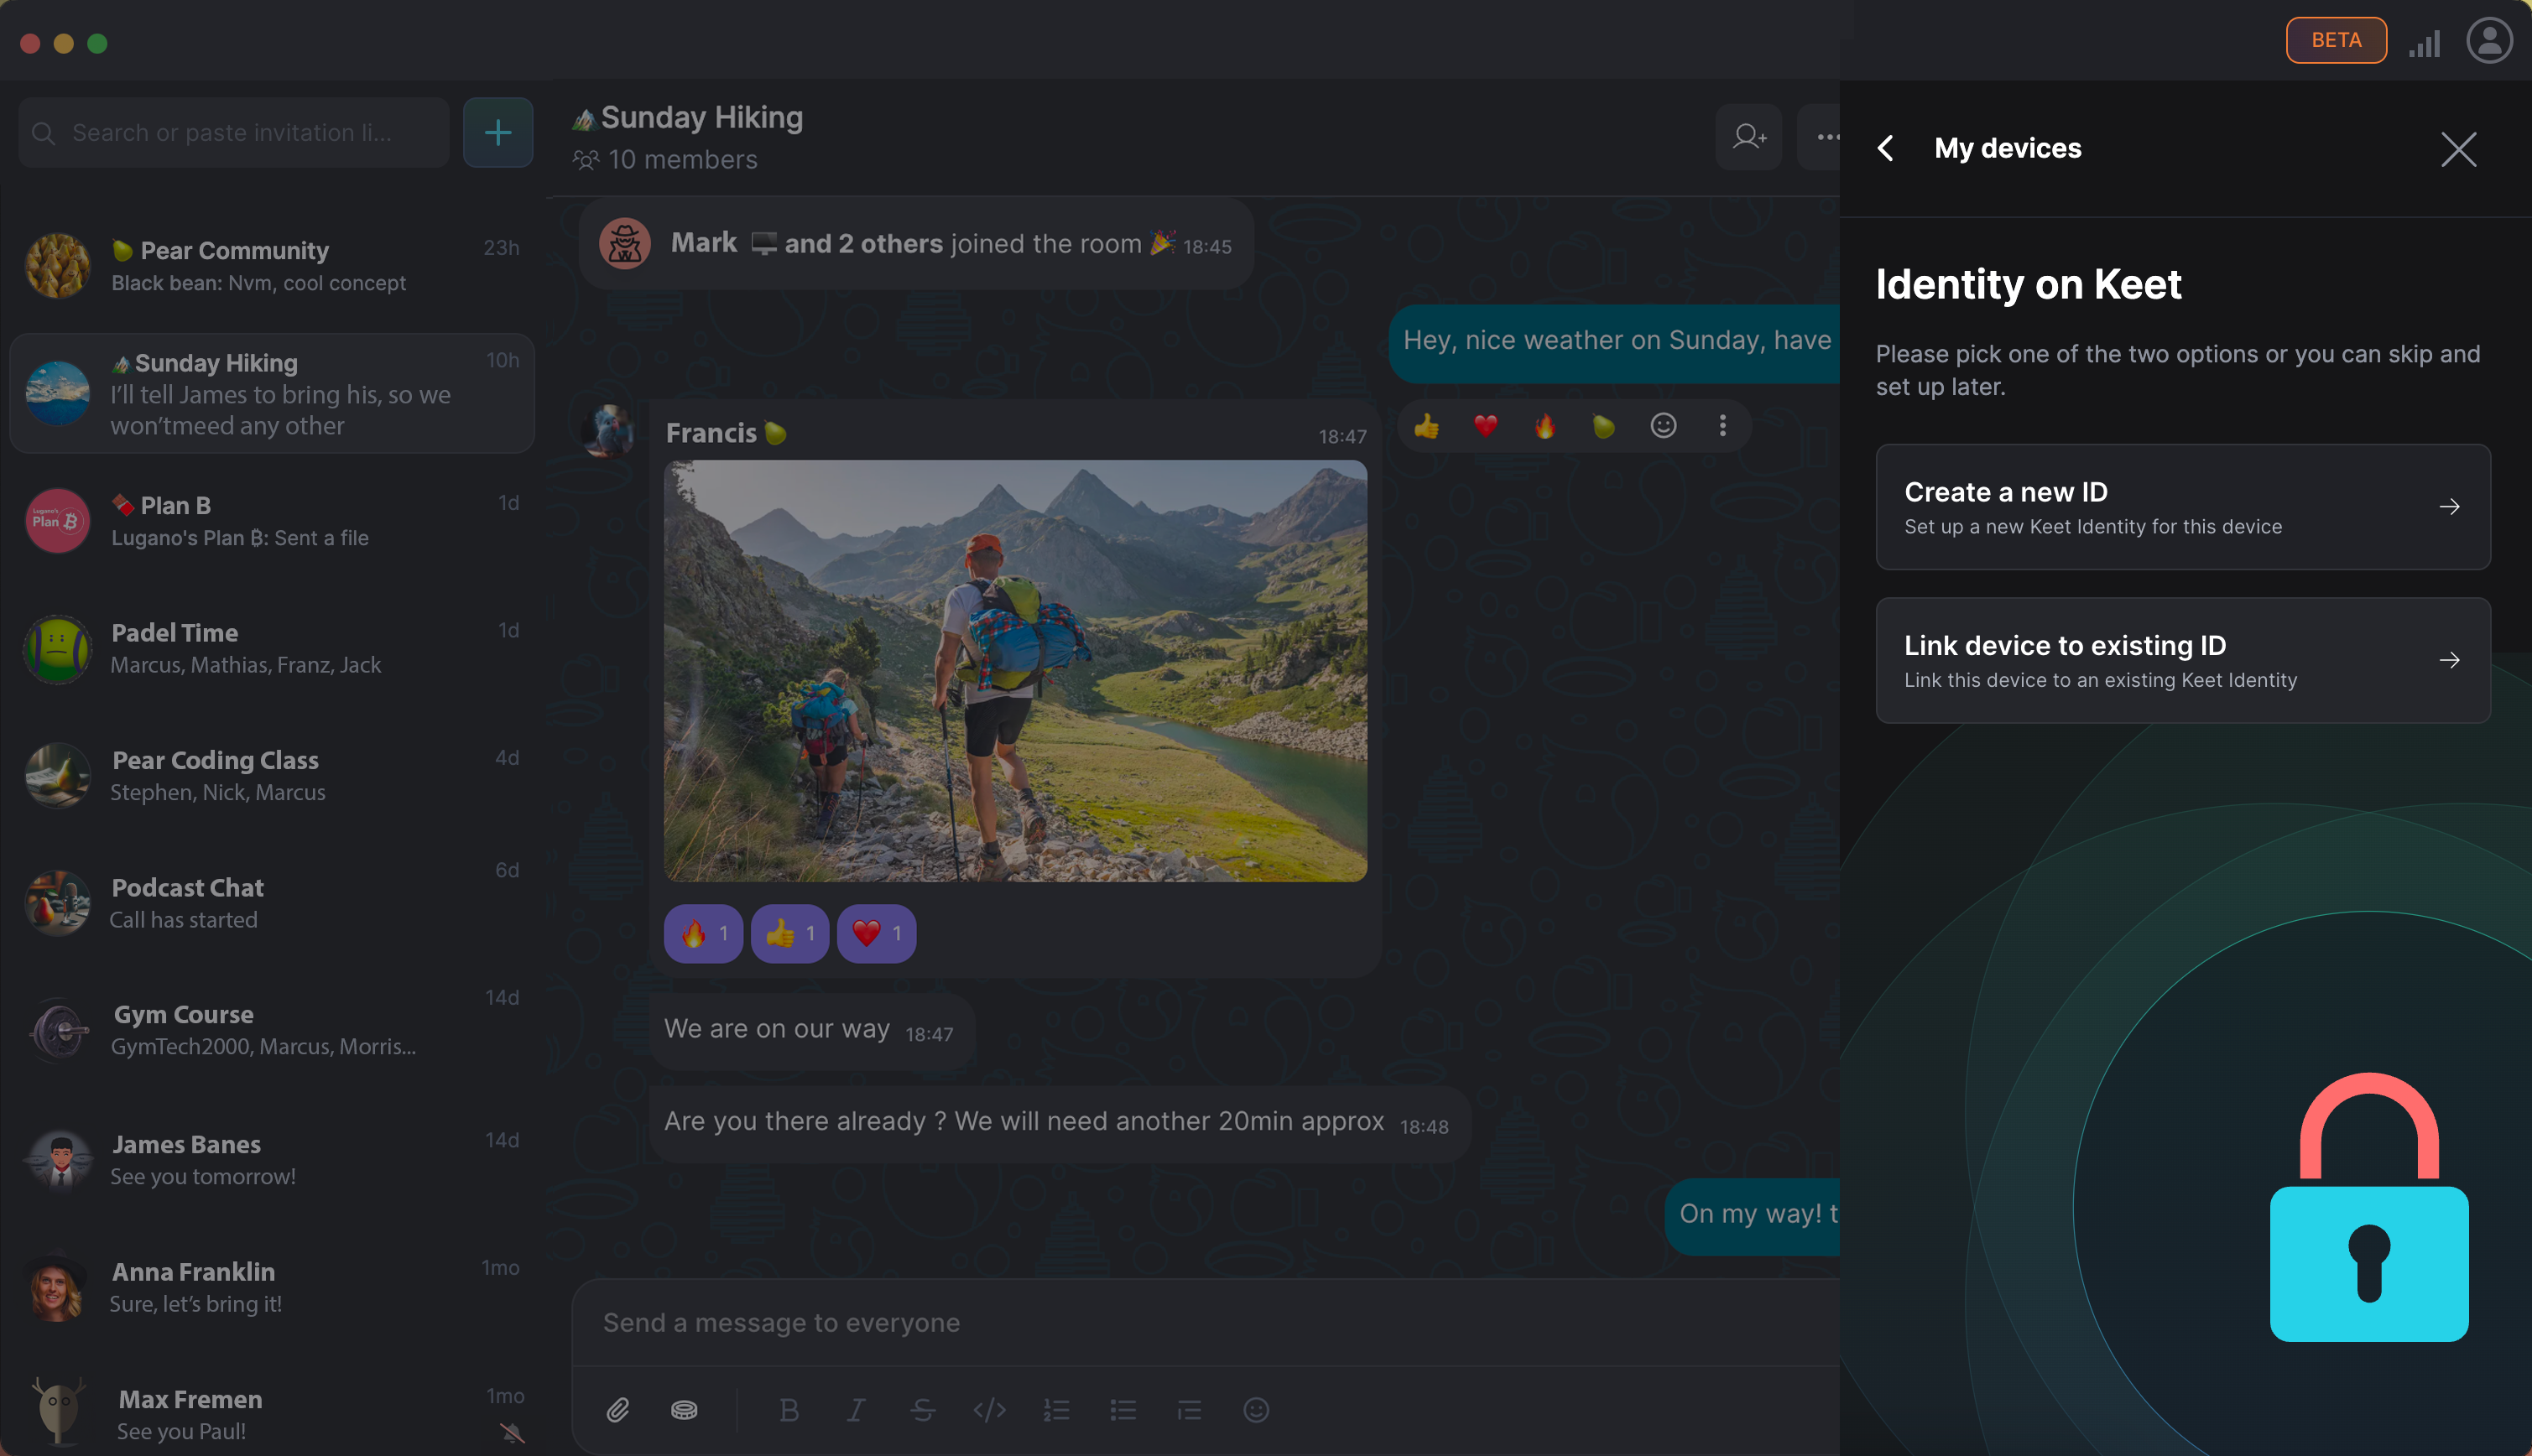 BETA
Search or paste invitation li...
Pear Community
23h
Black bean: Nvm, cool concept
Sunday Hiking
10h
I'll tell James to bring his, so we
won'tmeed any other
Lugano's
Plan B
Plan B
1d
Lugano's Plan ₿: Sent a file
Padel Time
1d
Marcus, Mathias, Franz, Jack
Pear Coding Class
4d
Stephen, Nick, Marcus
Podcast Chat
6d
Call has started
Gym Course
14d
GymTech2000, Marcus, Morris...
James Banes
14d
See you tomorrow!
Anna Franklin
1mo
Sure, let's bring it!
Max Fremen
1mo
See you Paul!
Sunday Hiking
10 members
Mark and 2 others joined the room 18:45
Hey, nice weather on Sunday, have
Francis
18:47
1
1
1
We are on our way 18:47
Are you there already ? We will need another 20min approx 18:48
On my way! t
Send a message to everyone
My devices
Identity on Keet
Please pick one of the two options or you can skip and
set up later.
Create a new ID
Set up a new Keet Identity for this device
Link device to existing ID
Link this device to an existing Keet Identity